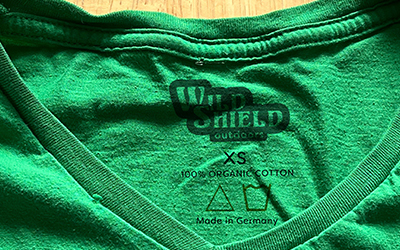 WILD
SHIELD
outdoors
XS
100% ORGANIC COTTON
Made in Germany